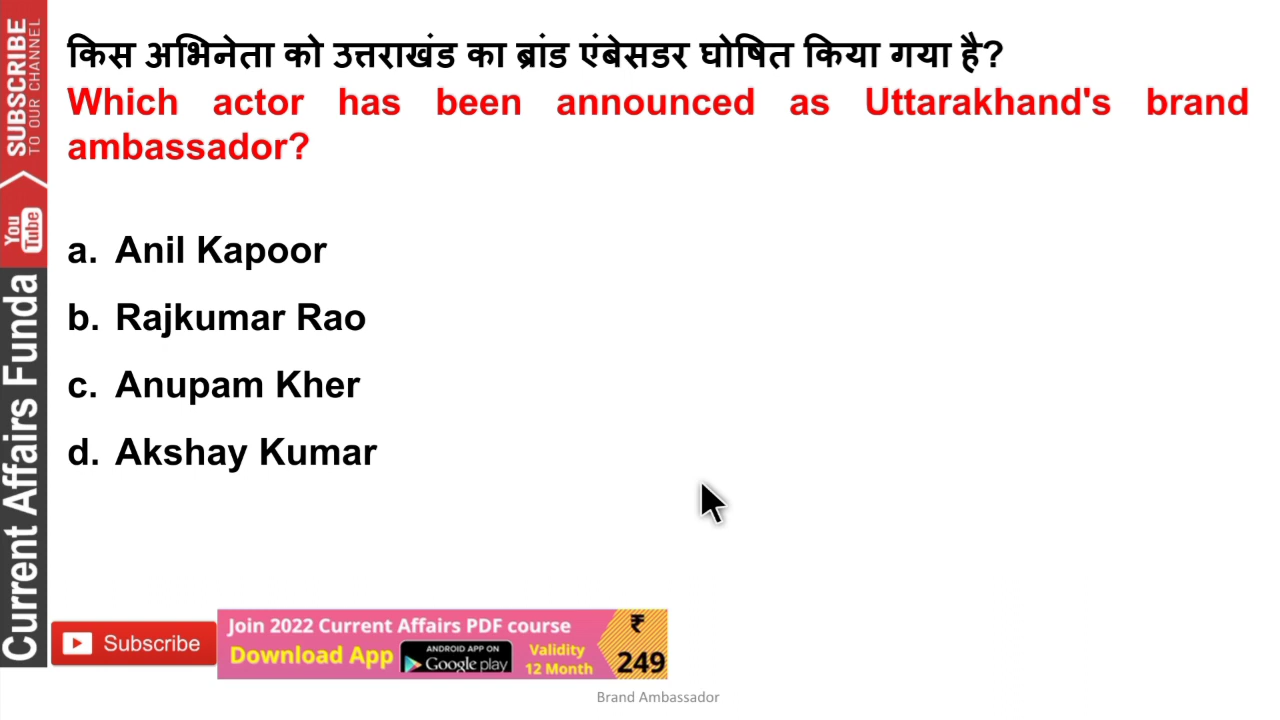 किस अभिनेता को उत्तराखंड का ब्रांड एंबेसडर घोषित किया गया है?
Which actor has been announced as Uttarakhand's brand
ambassador?
a. Anil Kapoor
b. Rajkumar Rao
c. Anupam Kher
d. Akshay Kumar
SUBSCRIBE
TO OUR CHANNEL
You
Tube
Current Affairs Funda
Subscribe
Join 2022 Current Affairs PDF course
Download App
ANDROID APP ON
Google play
Validity
12 Month
₹
249
Brand Ambassador